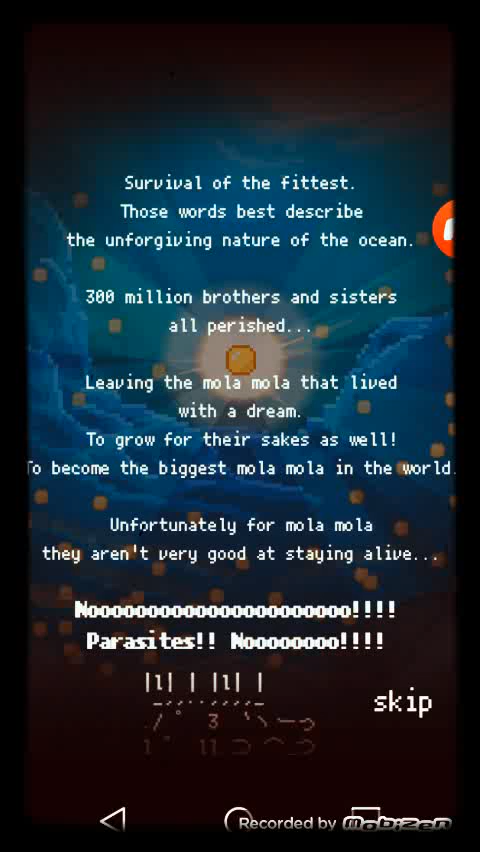 Survival of the fittest.
Those words best describe
the unforgiving nature of the ocean.
300 million brothers and sisters
all perished...
Leaving the mola mola that lived
with a dream.
To grow for their sakes as well!
To become the biggest mola mola in the world.
Unfortunately for mola mola
they aren't very good at staying alive...
Noooooooooooooooooooooo!!!!
Parasites!! Noooooooo!!!!
skip
Recorded by Mobizen